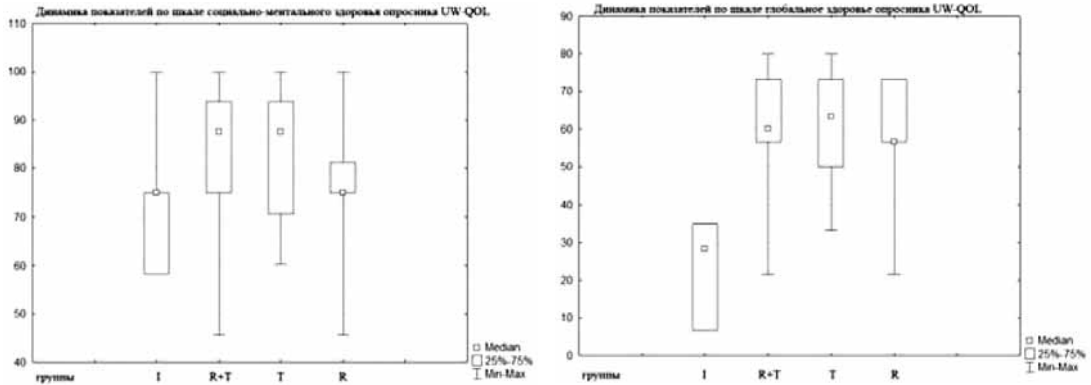 Динамика показателей по шкале социально-ментального здоровья опросника UW-QOL
110
100
90
80
70
60
50
40
группы
I
R+T
T
R
Median
25%-75%
Min-Max
Динамика показателей по шкале глобальное здоровье опросника UW-QOL
90
80
70
60
50
40
30
20
10
0
группы
I
R+T
T
R
Median
25%-75%
Min-Max